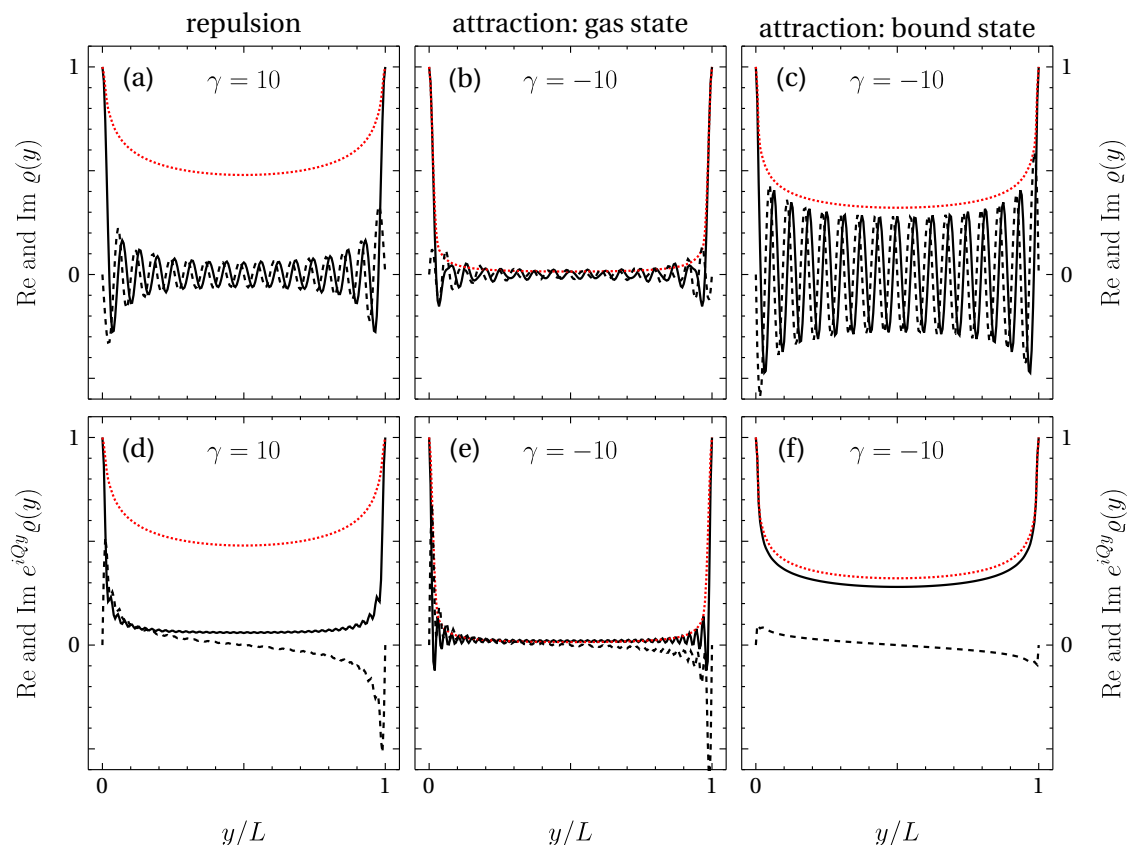 repulsion
attraction: gas state
attraction: bound state
(a) γ = 10
(b) γ = −10
(c) γ = −10
1
0
1
0
Re and Im ϱ(y)
Re and Im ϱ(y)
(d) γ = 10
(e) γ = −10
(f) γ = −10
1
0
1
0
Re and Im e^{iQy}ϱ(y)
Re and Im e^{iQy}ϱ(y)
0 1
0 1
0 1
y/L
y/L
y/L